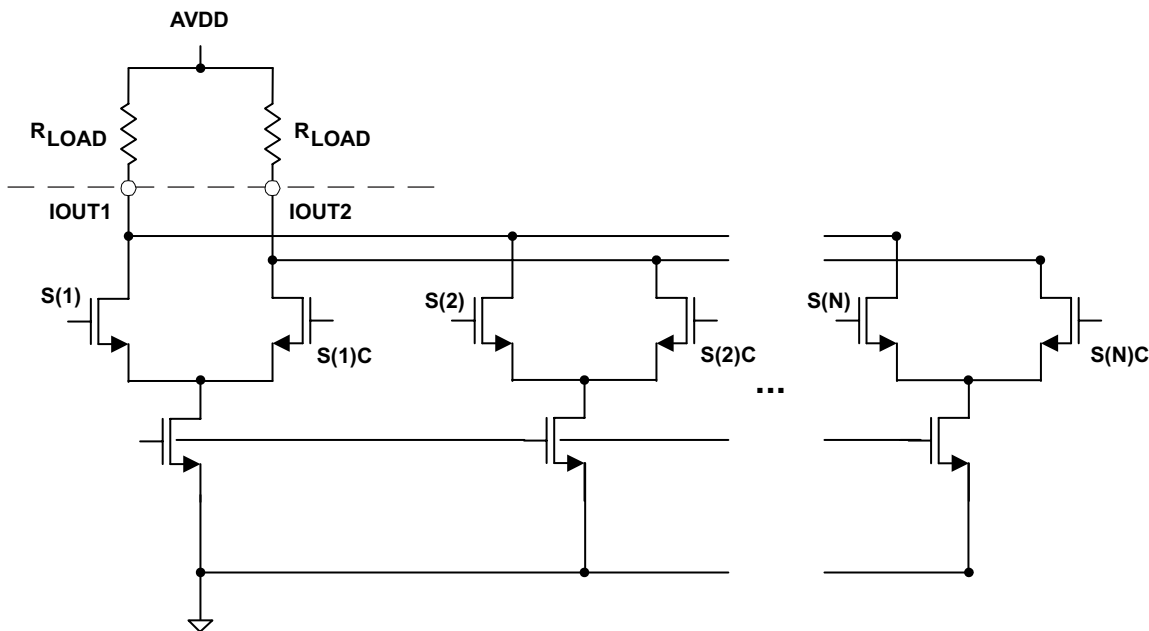 AVDD
RLOAD
RLOAD
IOUT1
IOUT2
S(1)
S(1)C
S(2)
S(2)C
S(N)
S(N)C
...